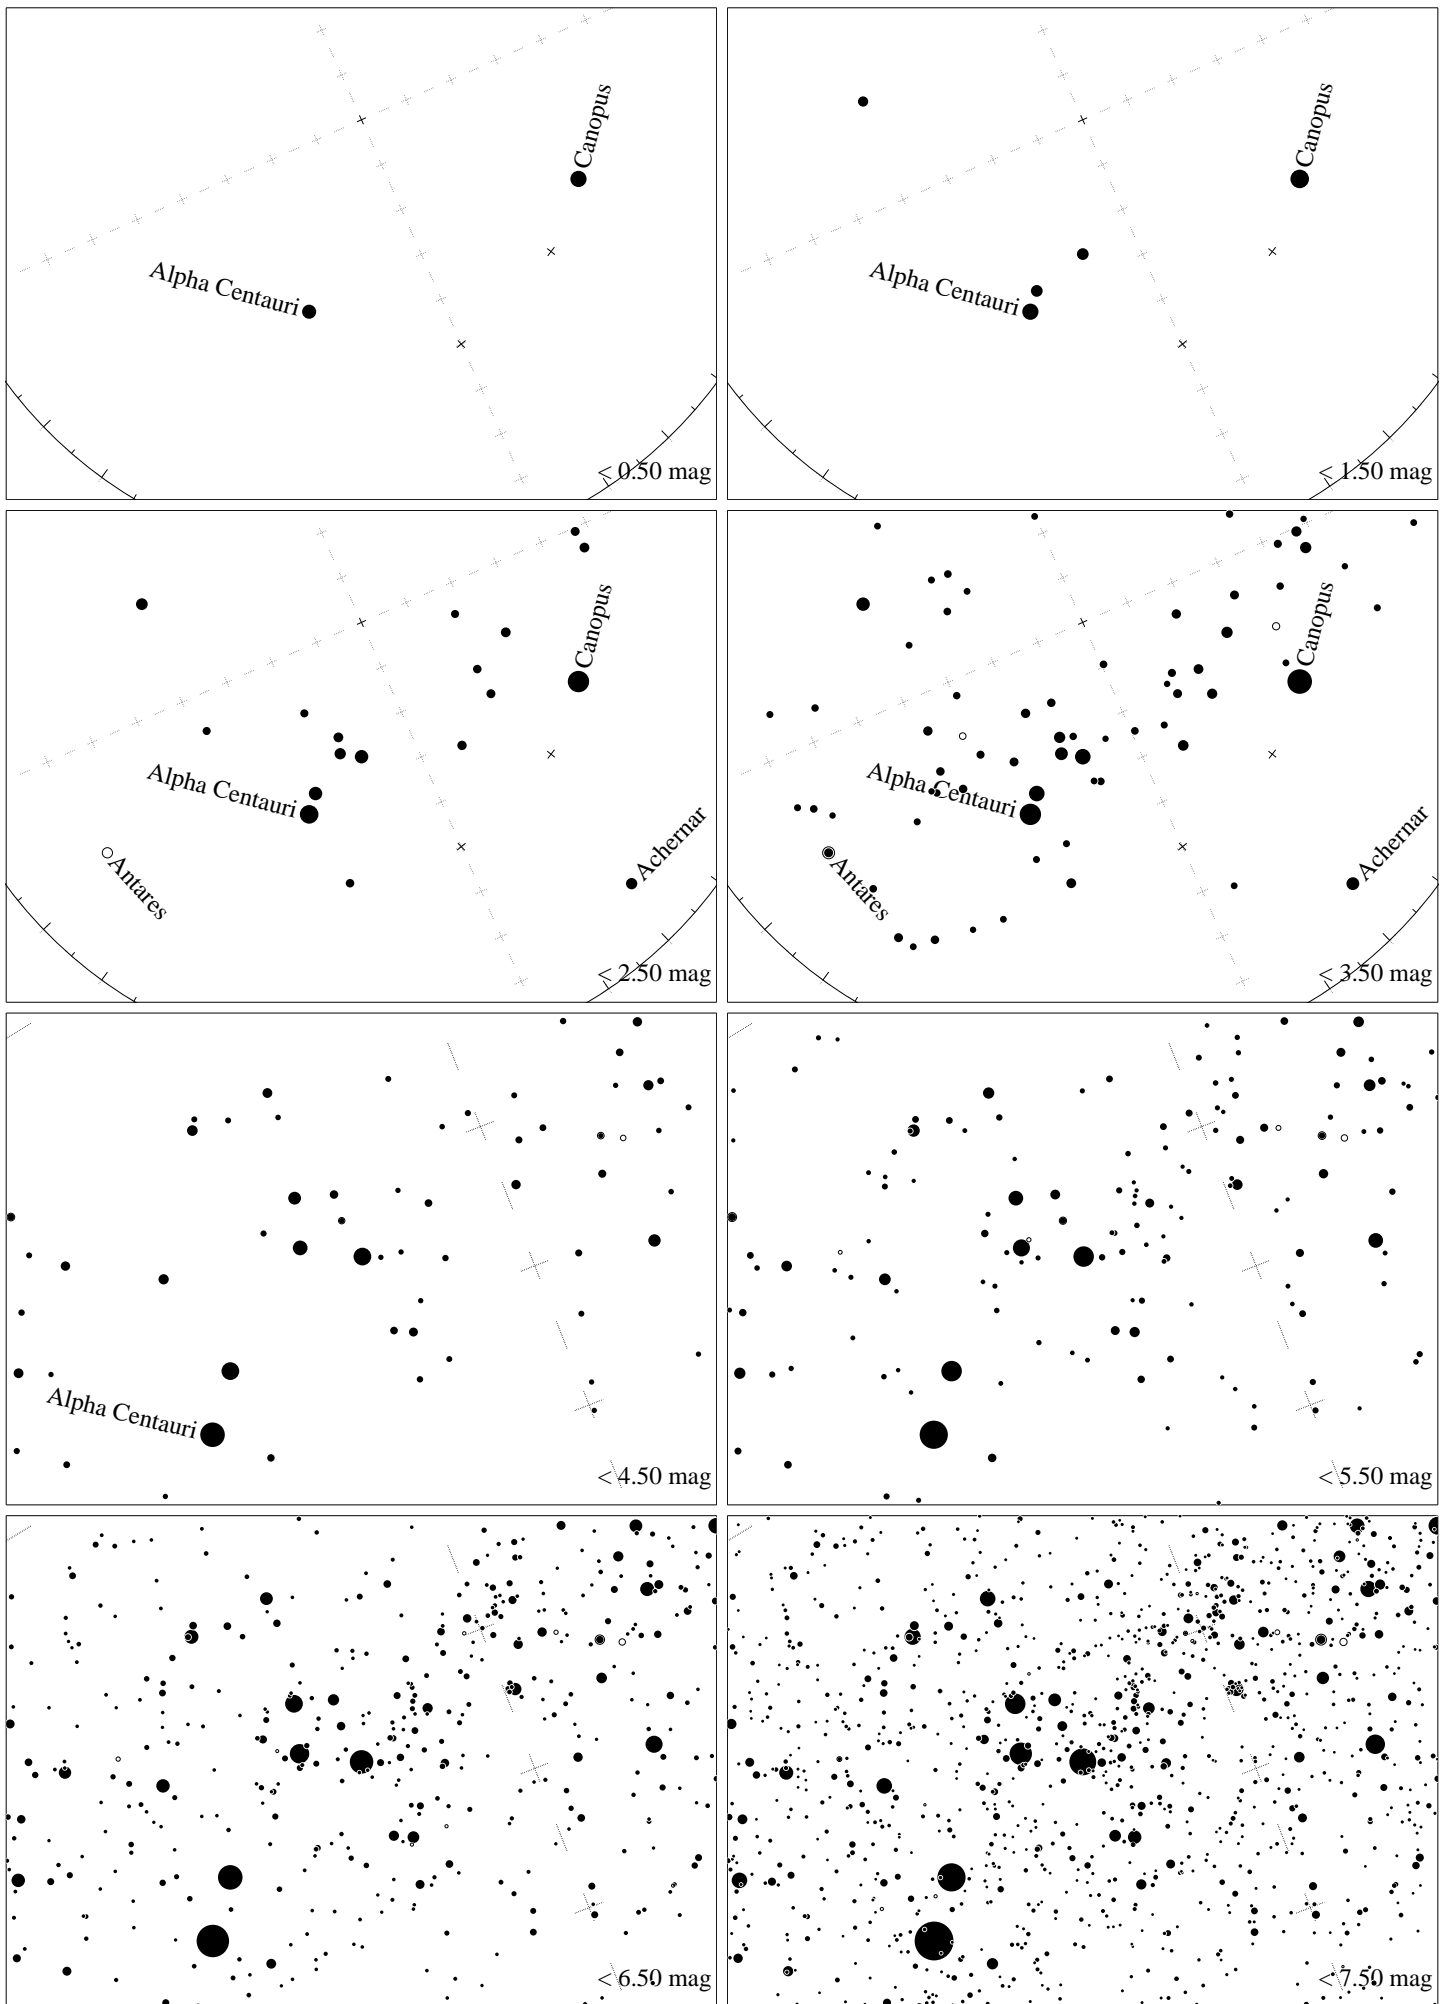 Canopus
Alpha Centauri
< 0.50 mag
Canopus
Alpha Centauri
< 1.50 mag
Canopus
Alpha Centauri
Achernar
Antares
< 2.50 mag
Canopus
Alpha Centauri
Achernar
Antares
< 3.50 mag
Alpha Centauri
< 4.50 mag
< 5.50 mag
< 6.50 mag
< 7.50 mag